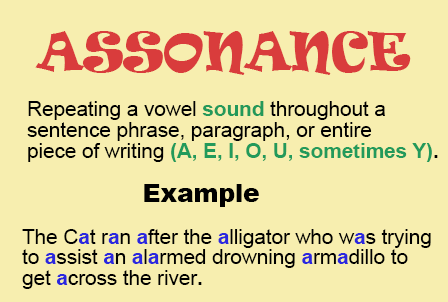 ASSONANCE
Repeating a vowel sound throughout a
sentence phrase, paragraph, or entire
piece of writing (A, E, I, O, U, sometimes Y).
Example
The Cat ran after the alligator who was trying
to assist an alarmed drowning armadillo to
get across the river.